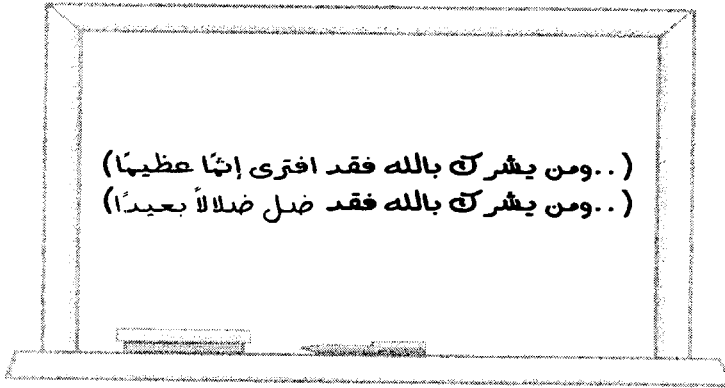 (..ومن يشرك بالله فقد افترى إثمًا عظيمًا)
(..ومن يشرك بالله فقد ضل ضلالاً بعيدًا)